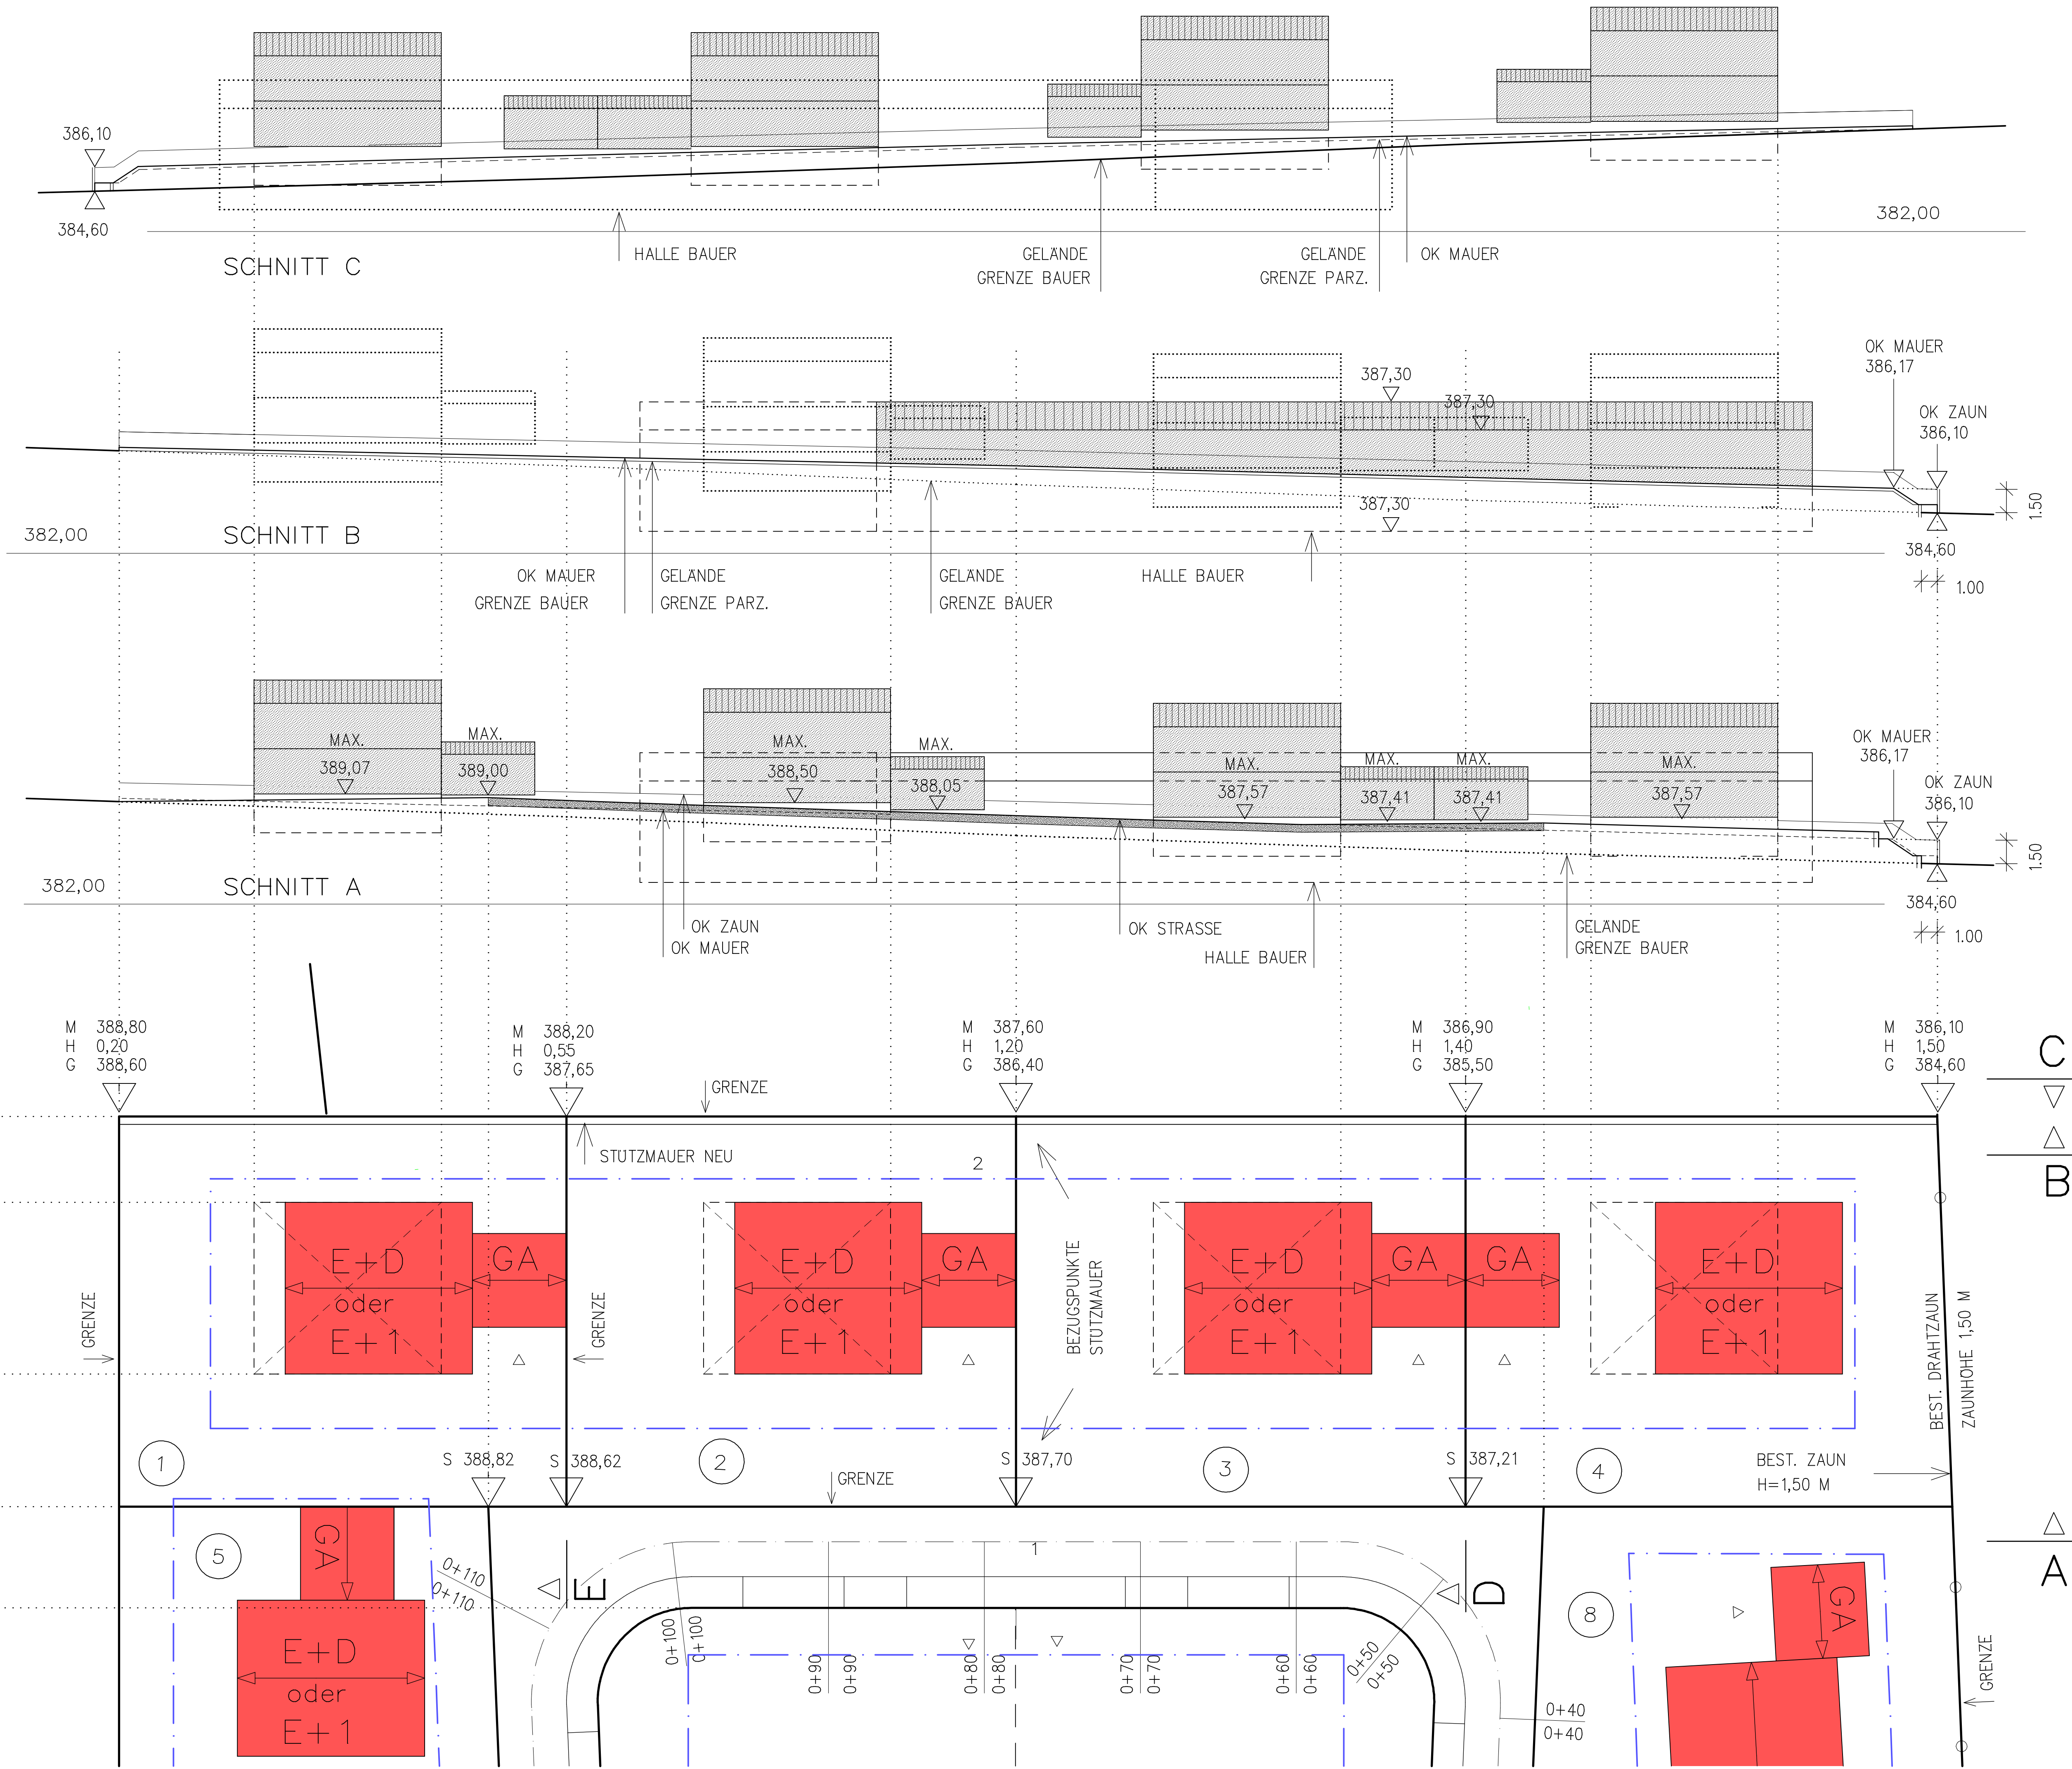 386,10
384,60
382,00
HALLE BAUER
GELÄNDE
GRENZE BAUER
GELÄNDE
GRENZE PARZ.
OK MAUER
SCHNITT C
OK MAUER
386,17
387,30
387,30
OK ZAUN
386,10
1.50
387,30
382,00
SCHNITT B
384,60
OK MAUER
GRENZE BAUER
GELÄNDE
GRENZE PARZ.
GELÄNDE
GRENZE BAUER
HALLE BAUER
1.00
MAX.
389,07
MAX.
389,00
MAX.
388,50
MAX.
388,05
MAX.
387,57
MAX.
387,41
MAX.
387,41
MAX.
387,57
OK MAUER
386,17
OK ZAUN
386,10
1.50
382,00
SCHNITT A
384,60
OK ZAUN
OK MAUER
OK STRASSE
HALLE BAUER
GELÄNDE
GRENZE BAUER
1.00
M 388,80
H 0,20
G 388,60
M 388,20
H 0,55
G 387,65
M 387,60
H 1,20
G 386,40
M 386,90
H 1,40
G 385,50
M 386,10
H 1,50
G 384,60
C
GRENZE
STUTZMAUER NEU
2
B
E+D
oder
E+1
GA
E+D
oder
E+1
GA
E+D
oder
E+1
GA
GA
E+D
oder
E+1
GRENZE
GRENZE
BEZUGSPUNKTE
STUTZMAUER
BEST. DRAHTZAUN
ZAUNHOHE 1,50 M
1
S 388,82
S 388,62
2
S 387,70
3
S 387,21
4
BEST. ZAUN
H=1,50 M
GRENZE
5
GA
E+D
oder
E+1
0+110
0+110
E
1
D
A
8
GA
0+100
0+100
0+90
0+90
0+80
0+80
0+70
0+70
0+60
0+60
0+50
0+50
0+40
0+40
GRENZE